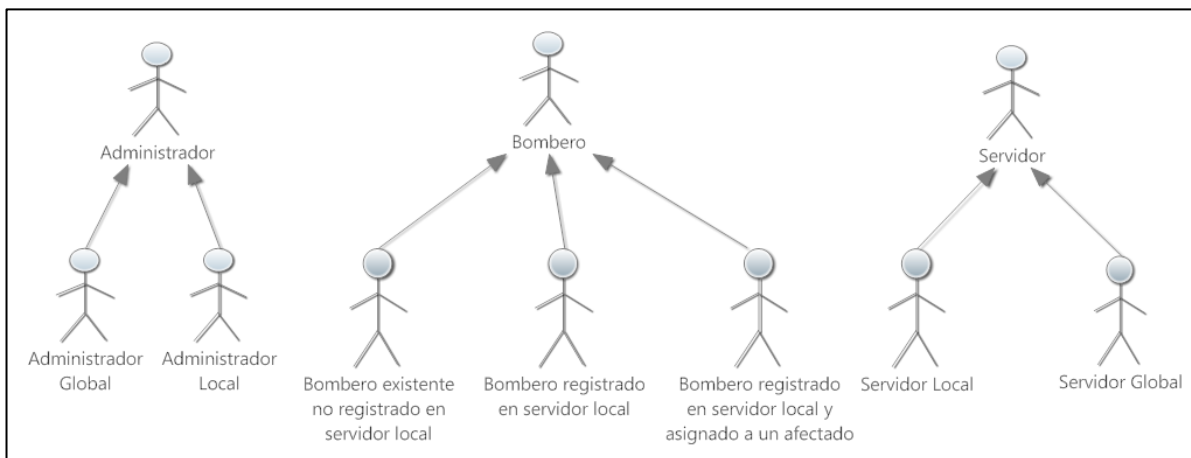 Administrador
Bombero
Servidor
Administrador
Global
Administrador
Local
Bombero existente
no registrado en
servidor local
Bombero registrado
en servidor local
Bombero registrado
en servidor local y
asignado a un afectado
Servidor Local
Servidor Global